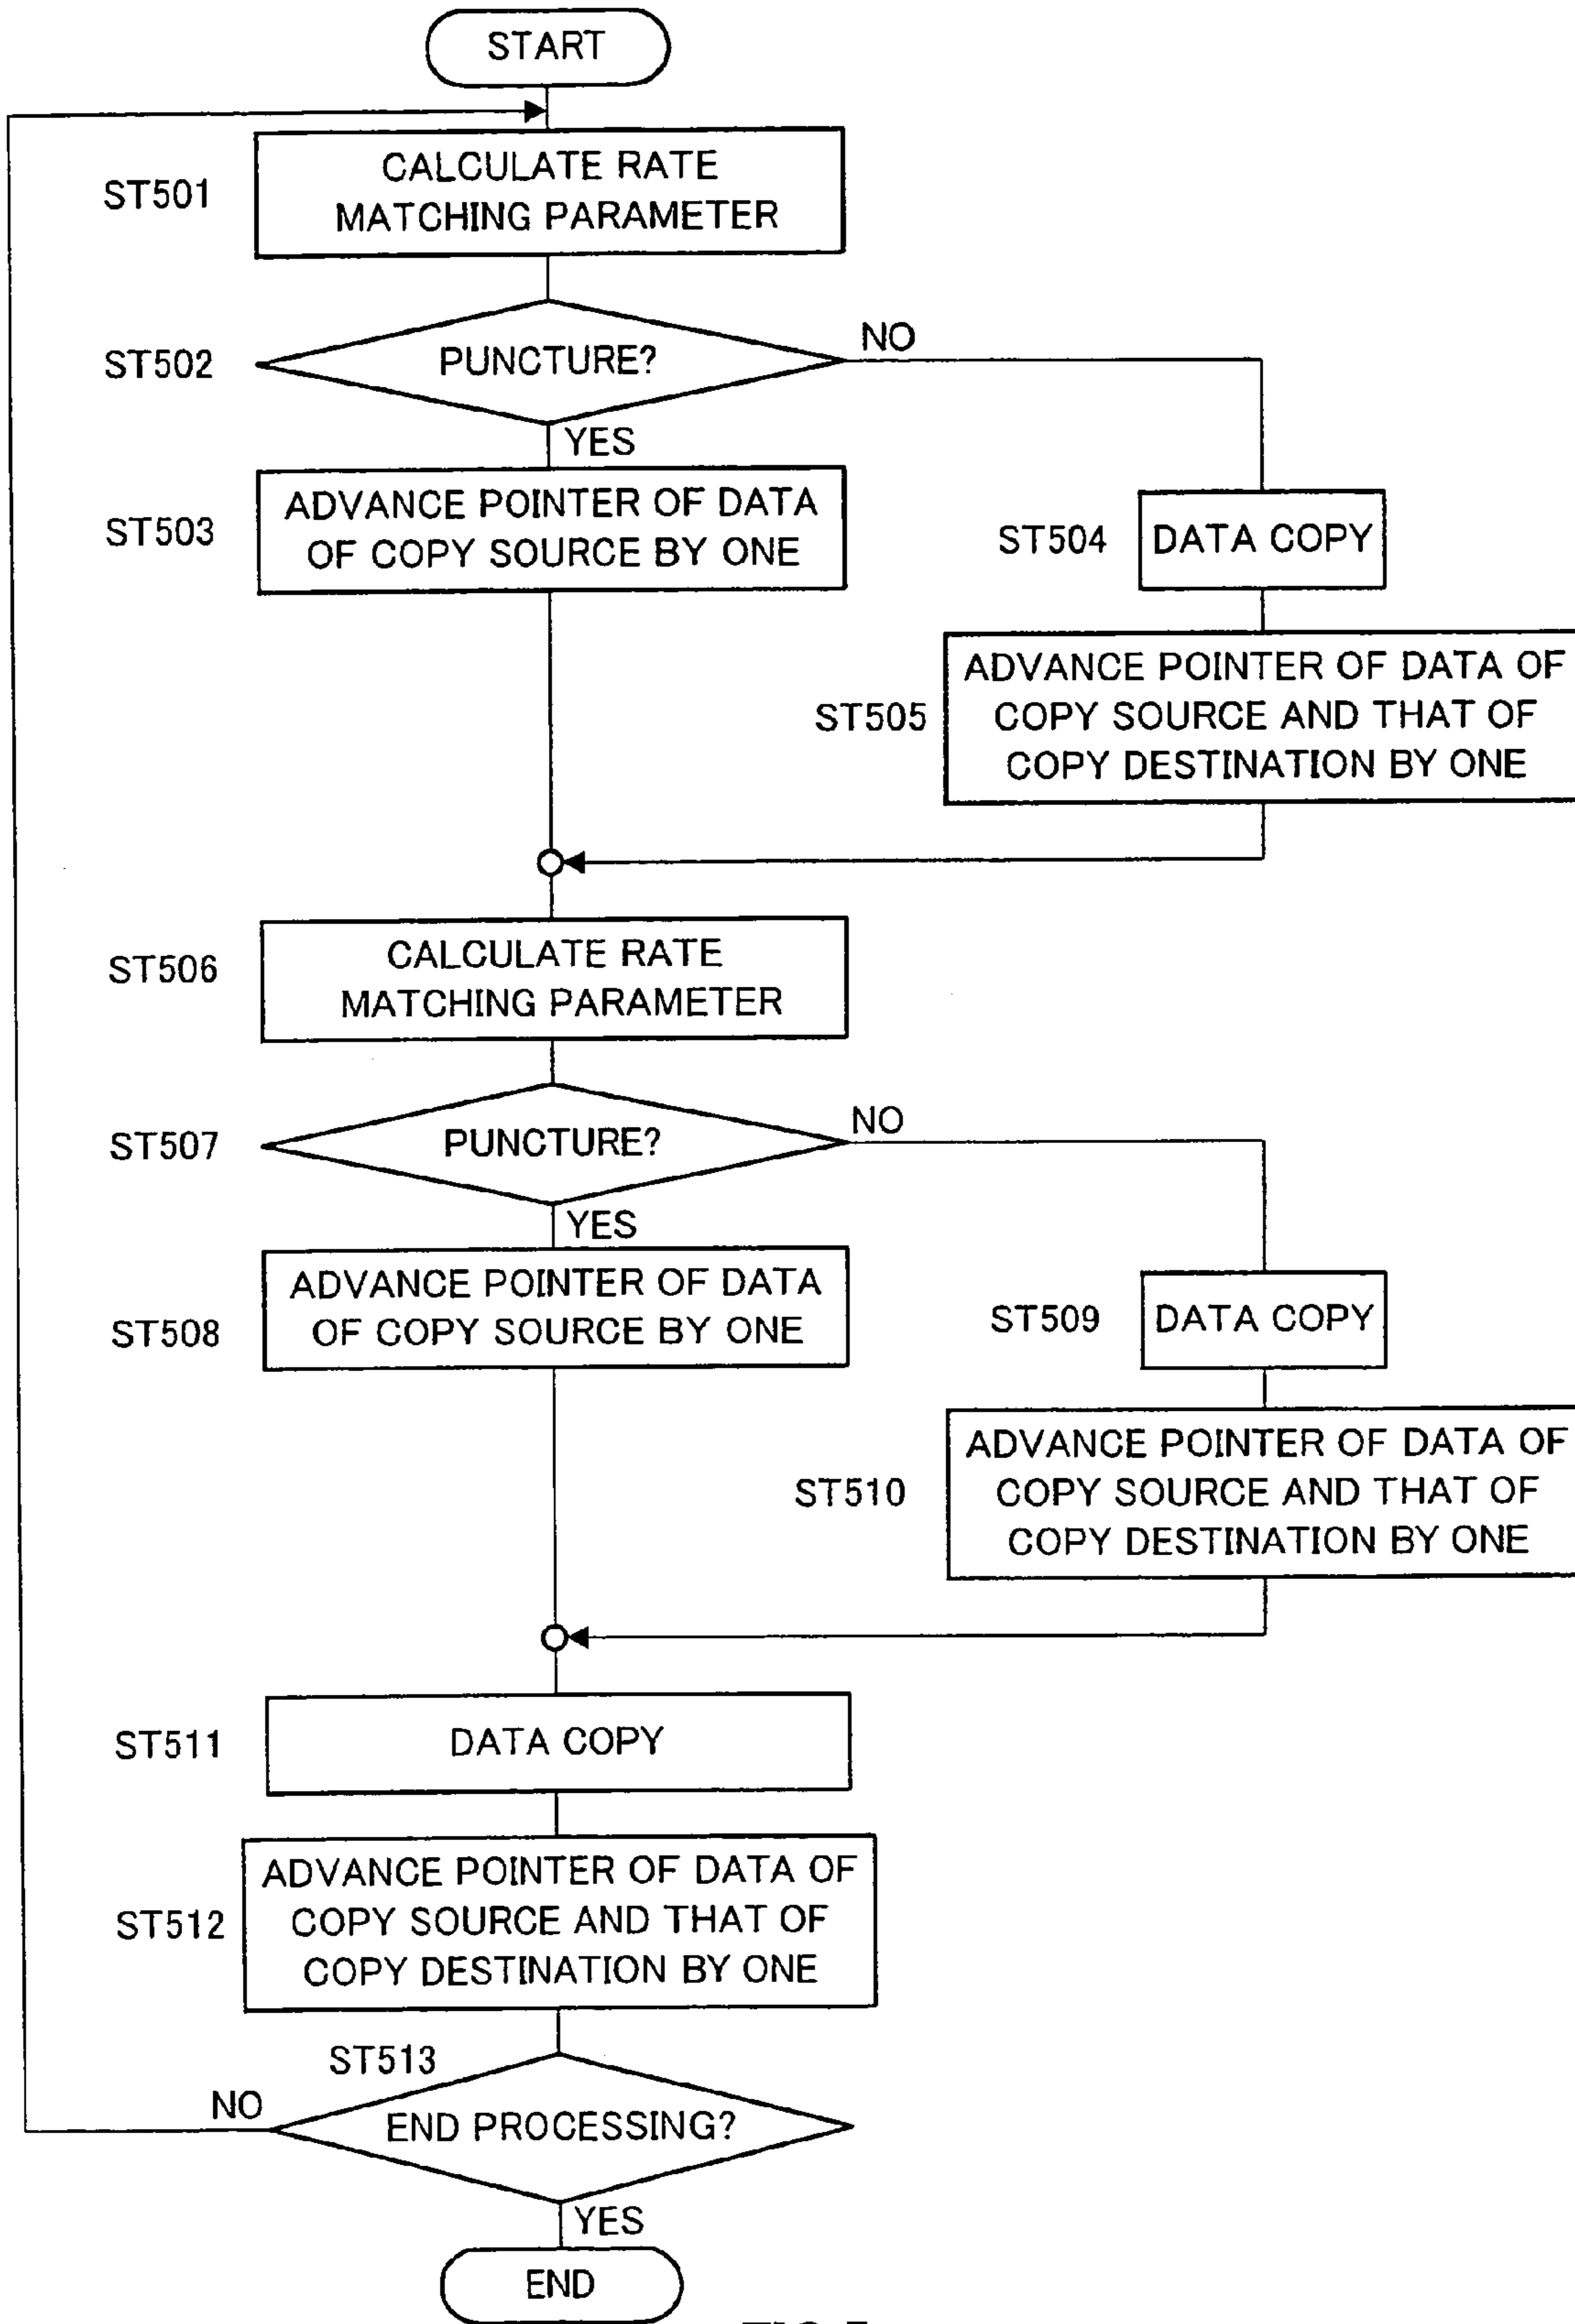 START
ST501
CALCULATE RATE
MATCHING PARAMETER
ST502
PUNCTURE?
NO
YES
ST503
ADVANCE POINTER OF DATA
OF COPY SOURCE BY ONE
ST504
DATA COPY
ST505
ADVANCE POINTER OF DATA OF
COPY SOURCE AND THAT OF
COPY DESTINATION BY ONE
ST506
CALCULATE RATE
MATCHING PARAMETER
ST507
PUNCTURE?
NO
YES
ST508
ADVANCE POINTER OF DATA
OF COPY SOURCE BY ONE
ST509
DATA COPY
ST510
ADVANCE POINTER OF DATA OF
COPY SOURCE AND THAT OF
COPY DESTINATION BY ONE
ST511
DATA COPY
ST512
ADVANCE POINTER OF DATA OF
COPY SOURCE AND THAT OF
COPY DESTINATION BY ONE
ST513
NO
END PROCESSING?
YES
END